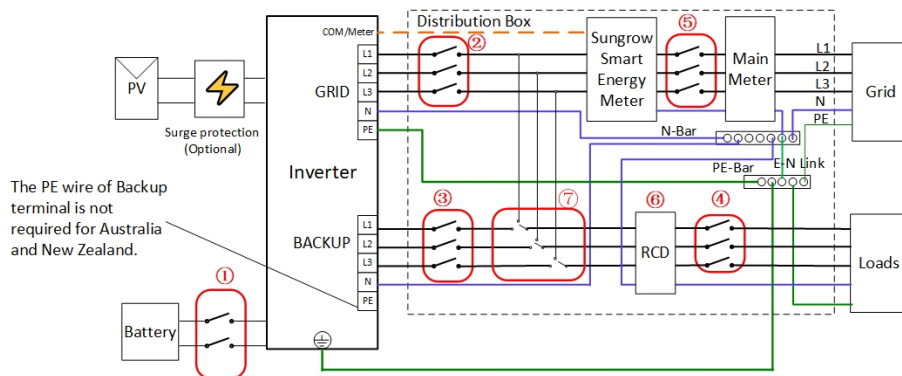 Distribution Box
COM/Meter
②
⑤
L1
L2
L3
N
PE
GRID
Sungrow
Smart
Energy
Meter
Main
Meter
L1
L2
L3
N
PE
Grid
PV
Surge protection
(Optional)
N-Bar
E-N Link
PE-Bar
Inverter
The PE wire of Backup
terminal is not
required for Australia
and New Zealand.
③
⑦
⑥
④
BACKUP
L1
L2
L3
N
PE
RCD
Loads
①
Battery